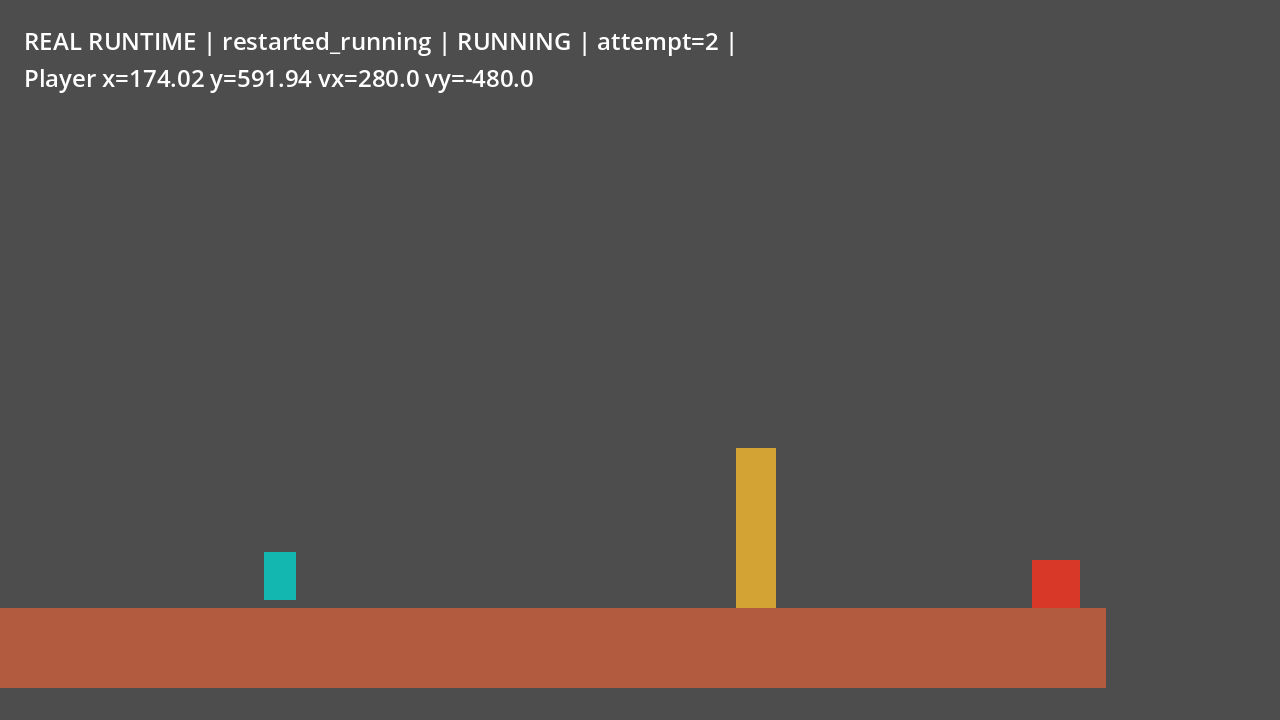 REAL RUNTIME | restarted_running | RUNNING | attempt=2 |
Player x=174.02 y=591.94 vx=280.0 vy=-480.0